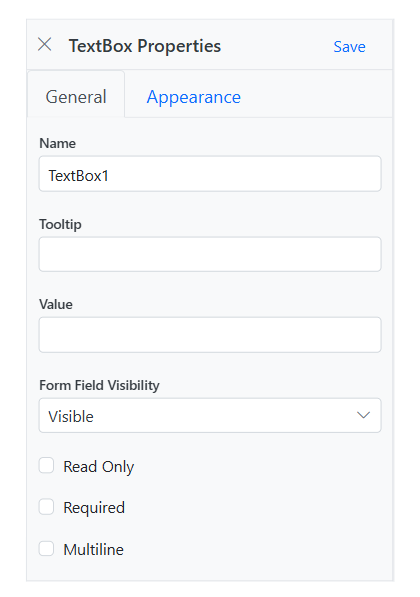 TextBox Properties Save
General Appearance
Name
TextBox1
Tooltip
Value
Form Field Visibility
Visible
Read Only
Required
Multiline